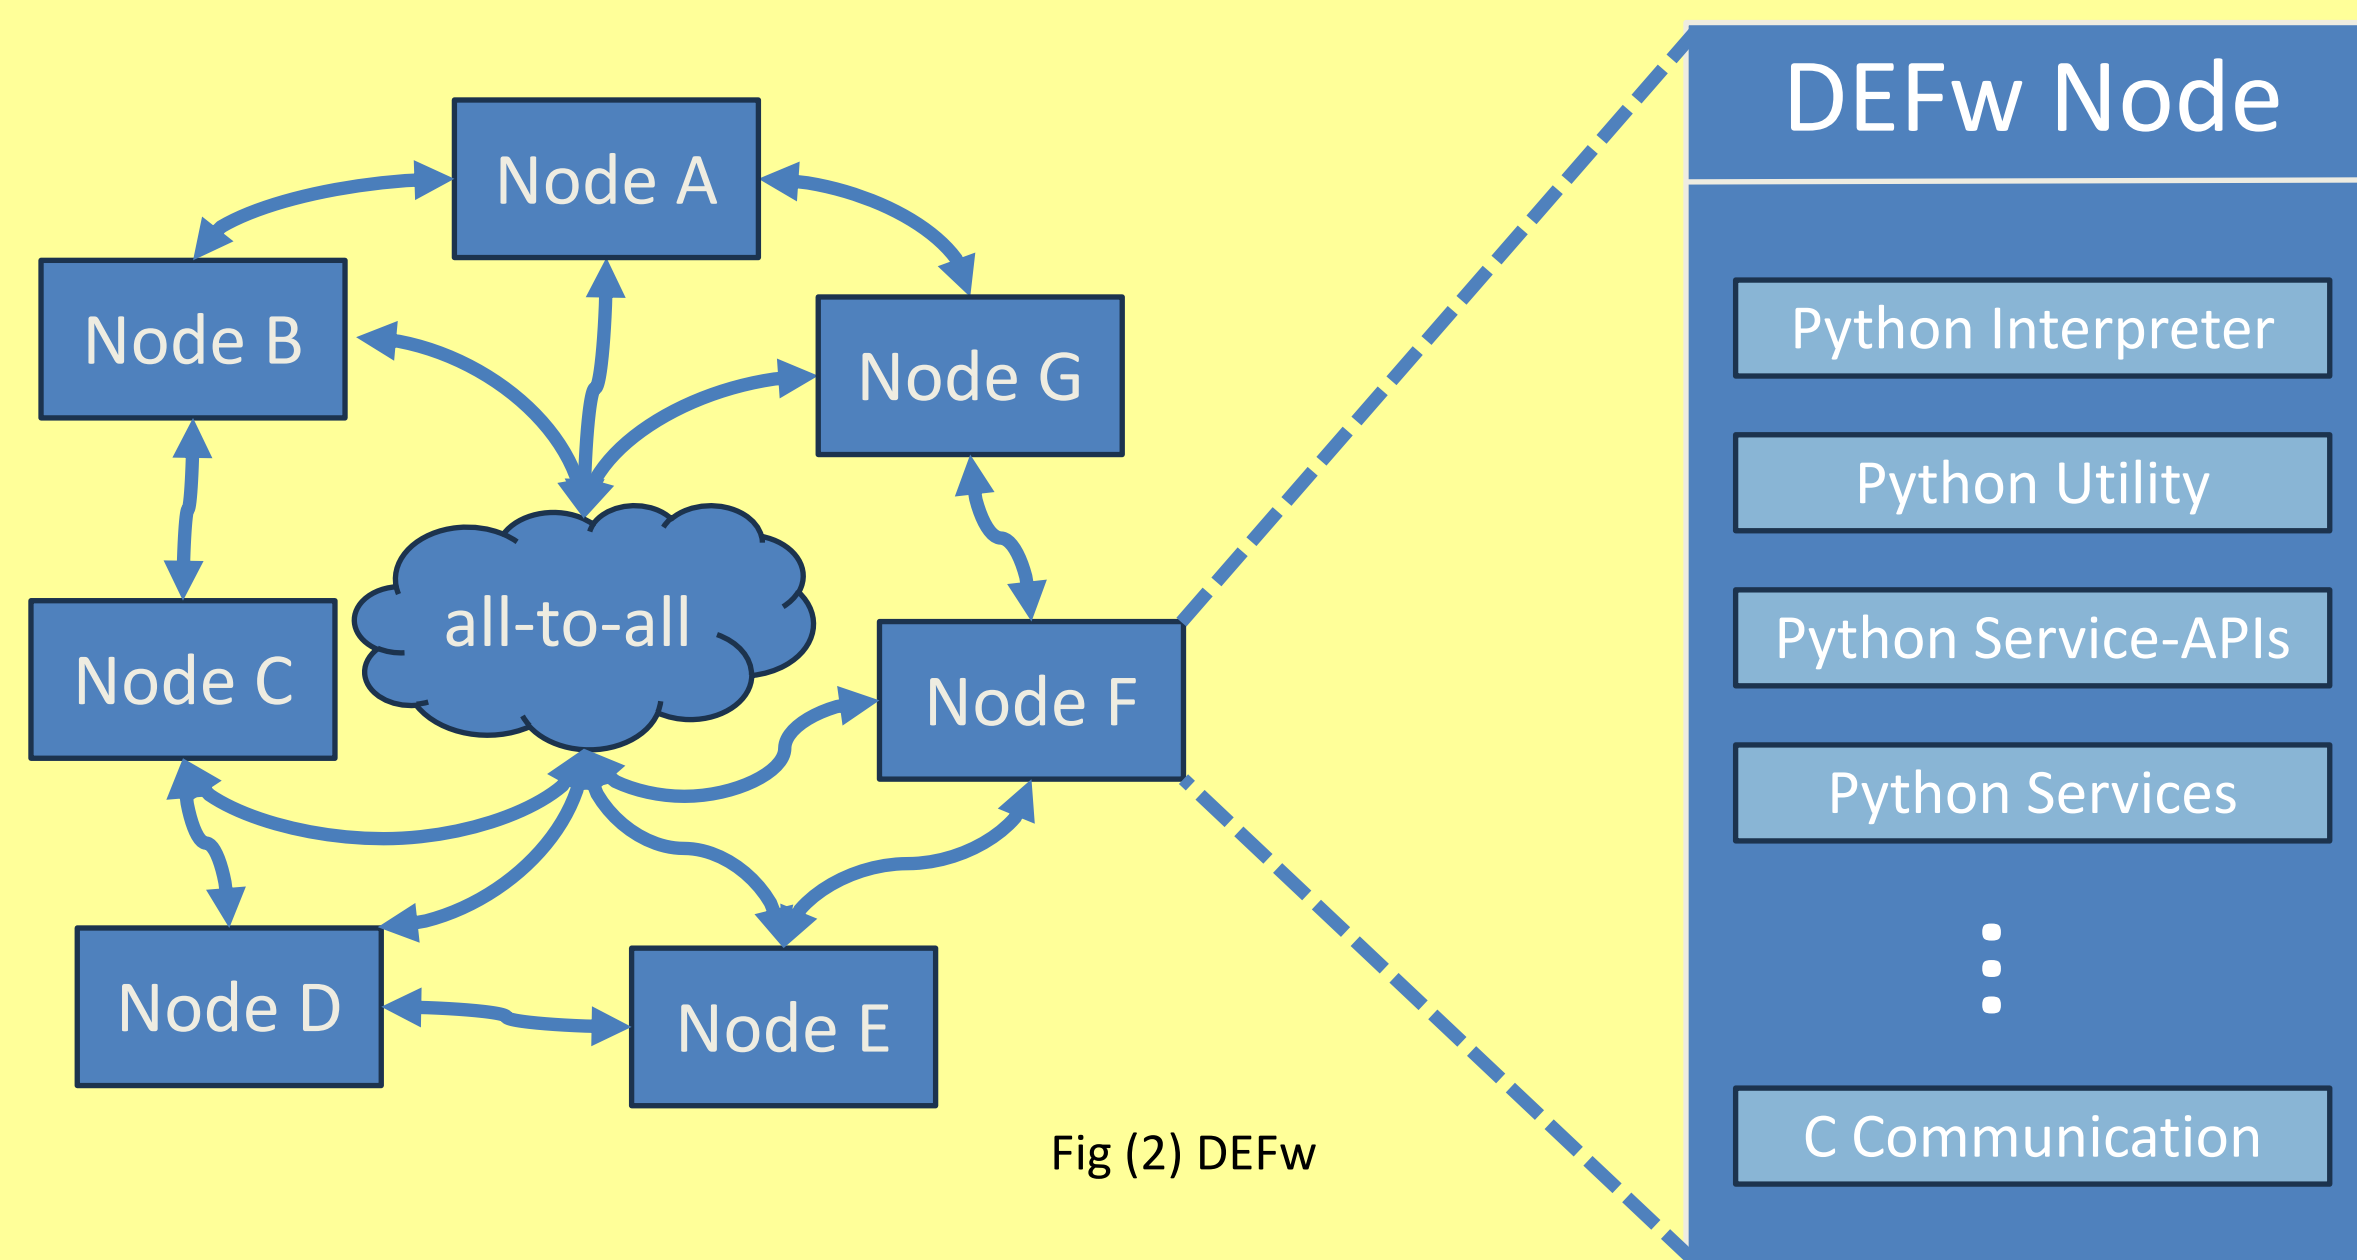 Node A
Node B
Node G
all-to-all
Node C
Node F
Node D
Node E
Fig (2) DEFw
DEFw Node
Python Interpreter
Python Utility
Python Service-APIs
Python Services
C Communication